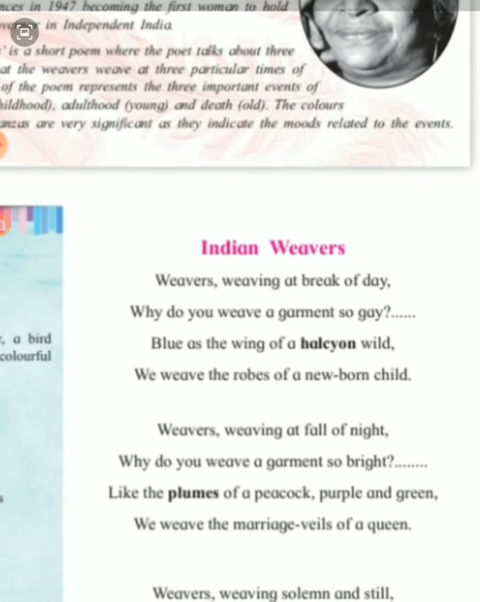 nces in 1947 becoming the first woman to hold
in Independent India
' is a short poem where the poet talks about three
at the weavers weave at three particular times of
of the poem represents the three important events of
hildhood), adulthood (young) and death (old). The colours
anzas are very significant as they indicate the moods related to the events.
Indian Weavers
Weavers, weaving at break of day,
Why do you weave a garment so gay?......
Blue as the wing of a halcyon wild,
We weave the robes of a new-born child.
, a bird
colourful
Weavers, weaving at fall of night,
Why do you weave a garment so bright?........
Like the plumes of a peacock, purple and green,
We weave the marriage-veils of a queen.
s
Weavers, weaving solemn and still,